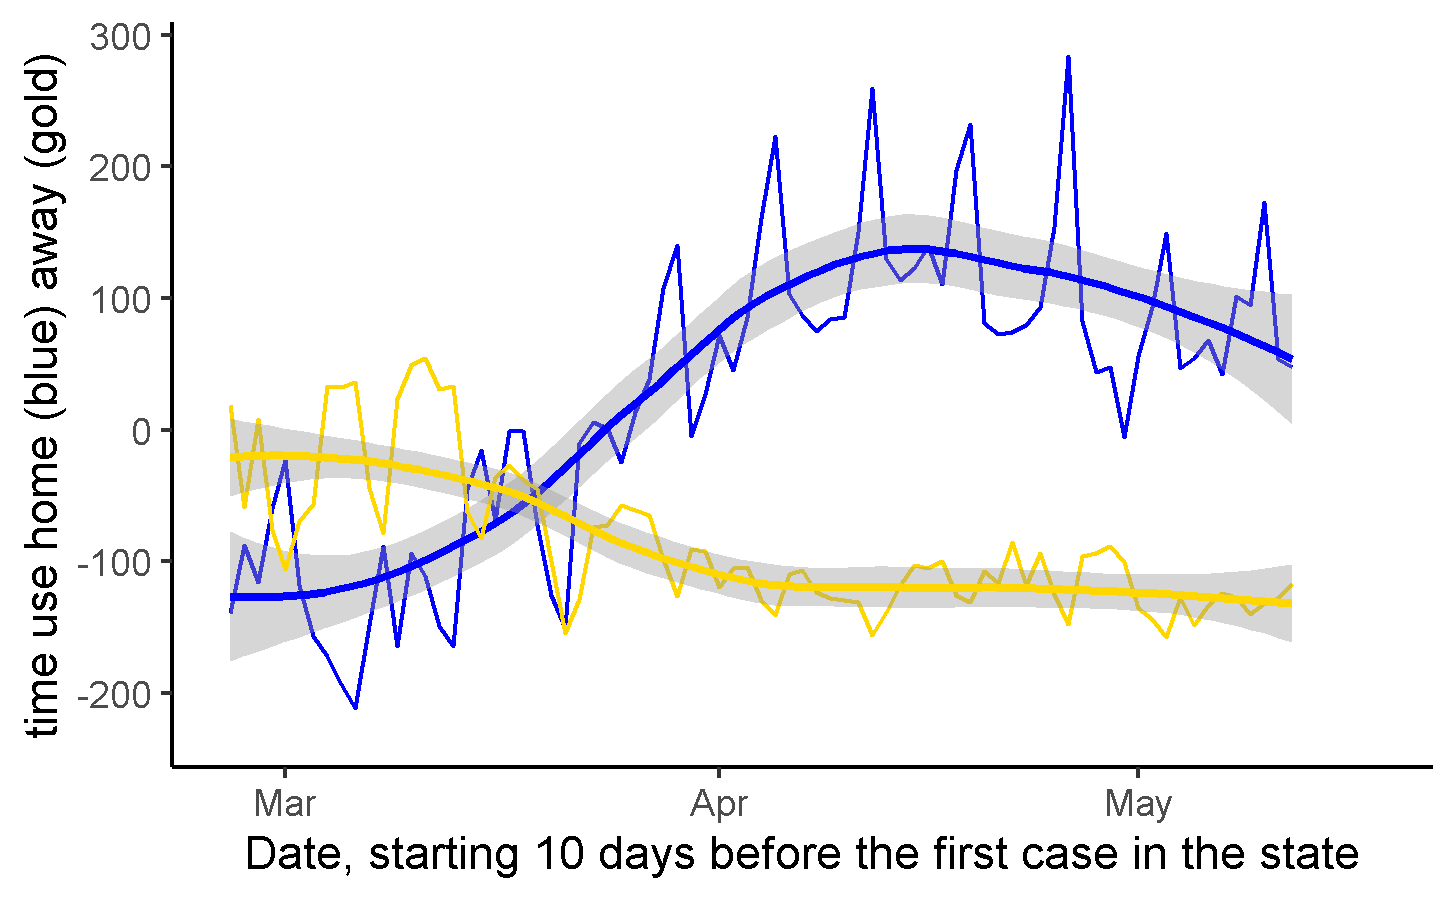 time use home (blue) away (gold)
300
200
100
0
-100
-200
Mar Apr May
Date, starting 10 days before the first case in the state